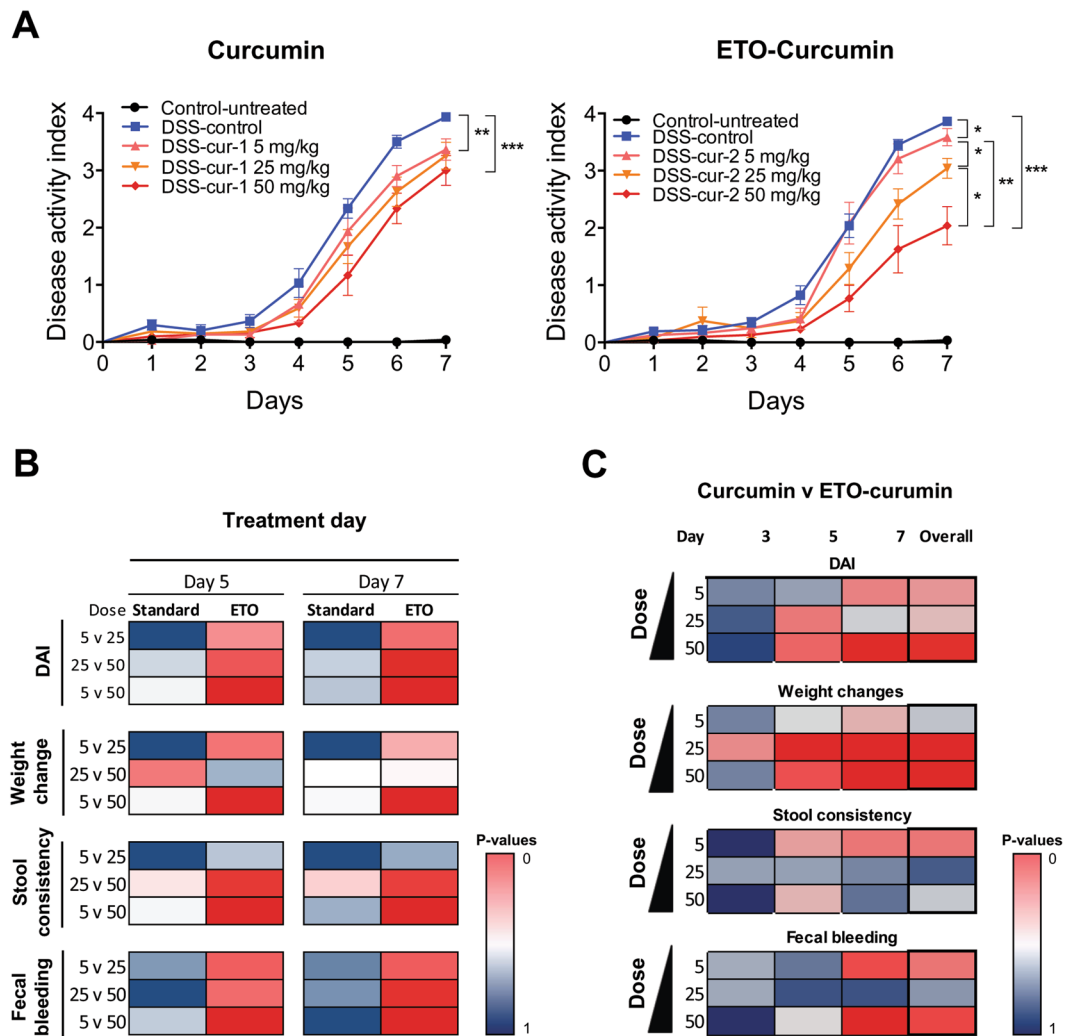 A
Curcumin
Control-untreated
DSS-control
DSS-cur-1 5 mg/kg
DSS-cur-1 25 mg/kg
DSS-cur-1 50 mg/kg
Disease activity index
4
3
2
1
0
**
***
0 1 2 3 4 5 6 7
Days
ETO-Curcumin
Control-untreated
DSS-control
DSS-cur-2 5 mg/kg
DSS-cur-2 25 mg/kg
DSS-cur-2 50 mg/kg
Disease activity index
4
3
2
1
0
*
*
*
**
***
0 1 2 3 4 5 6 7
Days
B
Treatment day
Day 5 Day 7
Dose Standard ETO Standard ETO
DAI
5 v 25
25 v 50
5 v 50
Weight
change
5 v 25
25 v 50
5 v 50
Stool
consistency
5 v 25
25 v 50
5 v 50
Fecal
bleeding
5 v 25
25 v 50
5 v 50
P-values
0
1
C
Curcumin v ETO-curumin
Day 3 5 7 Overall
DAI
Dose
5
25
50
Weight changes
Dose
5
25
50
Stool consistency
Dose
5
25
50
Fecal bleeding
Dose
5
25
50
P-values
0
1